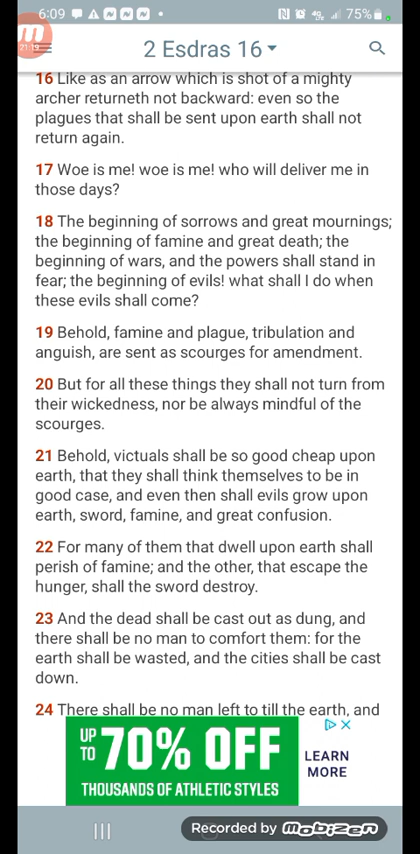 6:09
75%
21:19
2 Esdras 16
16 Like as an arrow which is shot of a mighty
archer returneth not backward: even so the
plagues that shall be sent upon earth shall not
return again.
17 Woe is me! woe is me! who will deliver me in
those days?
18 The beginning of sorrows and great mournings;
the beginning of famine and great death; the
beginning of wars, and the powers shall stand in
fear; the beginning of evils! what shall I do when
these evils shall come?
19 Behold, famine and plague, tribulation and
anguish, are sent as scourges for amendment.
20 But for all these things they shall not turn from
their wickedness, nor be always mindful of the
scourges.
21 Behold, victuals shall be so good cheap upon
earth, that they shall think themselves to be in
good case, and even then shall evils grow upon
earth, sword, famine, and great confusion.
22 For many of them that dwell upon earth shall
perish of famine; and the other, that escape the
hunger, shall the sword destroy.
23 And the dead shall be cast out as dung, and
there shall be no man to comfort them: for the
earth shall be wasted, and the cities shall be cast
down.
24 There shall be no man left to till the earth, and
UP TO 70% OFF
THOUSANDS OF ATHLETIC STYLES
LEARN
MORE
Recorded by mobizen